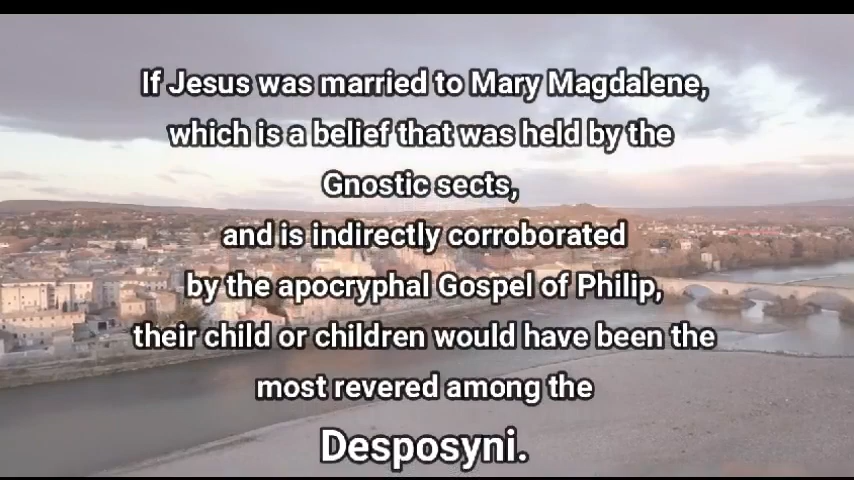 If Jesus was married to Mary Magdalene,
which is a belief that was held by the
Gnostic sects,
and is indirectly corroborated
by the apocryphal Gospel of Philip,
their child or children would have been the
most revered among the
Desposyni.